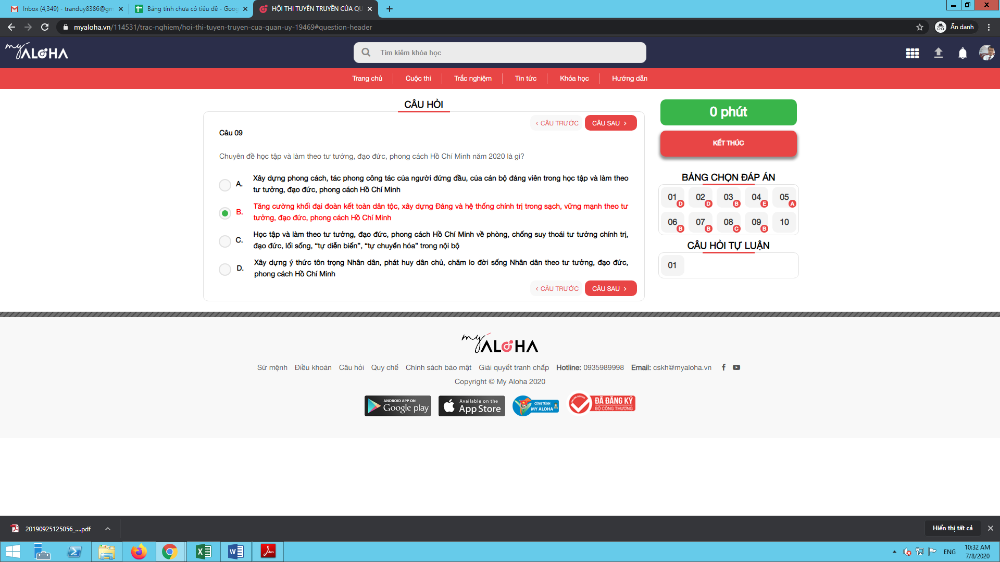 Inbox (4,349) - tranduy8386@gm
Bảng tính chưa có tiêu đề - Goog
HỘI THI TUYÊN TRUYỀN CỦA QU
myaloha.vn/114531/trac-nghiem/hoi-thi-tuyen-truyen-cua-quan-uy-19469#question-header
Ẩn danh
my ALOHA
Tìm kiếm khóa học
Trang chủ
Cuộc thi
Trắc nghiệm
Tin tức
Khóa học
Hướng dẫn
CÂU HỎI
‹ CÂU TRƯỚC
CÂU SAU ›
Câu 09
Chuyên đề học tập và làm theo tư tưởng, đạo đức, phong cách Hồ Chí Minh năm 2020 là gì?
A. Xây dựng phong cách, tác phong công tác của người đứng đầu, của cán bộ đảng viên trong học tập và làm theo
tư tưởng, đạo đức, phong cách Hồ Chí Minh
B. Tăng cường khối đại đoàn kết toàn dân tộc, xây dựng Đảng và hệ thống chính trị trong sạch, vững mạnh theo tư
tưởng, đạo đức, phong cách Hồ Chí Minh
C. Học tập và làm theo tư tưởng, đạo đức, phong cách Hồ Chí Minh về phòng, chống suy thoái tư tưởng chính trị,
đạo đức, lối sống, “tự diễn biến”, “tự chuyển hóa” trong nội bộ
D. Xây dựng ý thức tôn trọng Nhân dân, phát huy dân chủ, chăm lo đời sống Nhân dân theo tư tưởng, đạo đức,
phong cách Hồ Chí Minh
‹ CÂU TRƯỚC
CÂU SAU ›
0 phút
KẾT THÚC
BẢNG CHỌN ĐÁP ÁN
01 D 02 D 03 B 04 E 05 A
06 B 07 B 08 C 09 B 10
CÂU HỎI TỰ LUẬN
01
my ALOHA
Sứ mệnh Điều khoản Câu hỏi Quy chế Chính sách bảo mật Giải quyết tranh chấp Hotline: 0935989998 Email: cskh@myaloha.vn
Copyright © My Aloha 2020
ANDROID APP ON
Google play
Available on the
App Store
CÔNG TRÌNH
MY ALOHA
ĐÃ ĐĂNG KÝ
BỘ CÔNG THƯƠNG
20190925125056_....pdf
Hiển thị tất cả
ENG
10:32 AM
7/8/2020